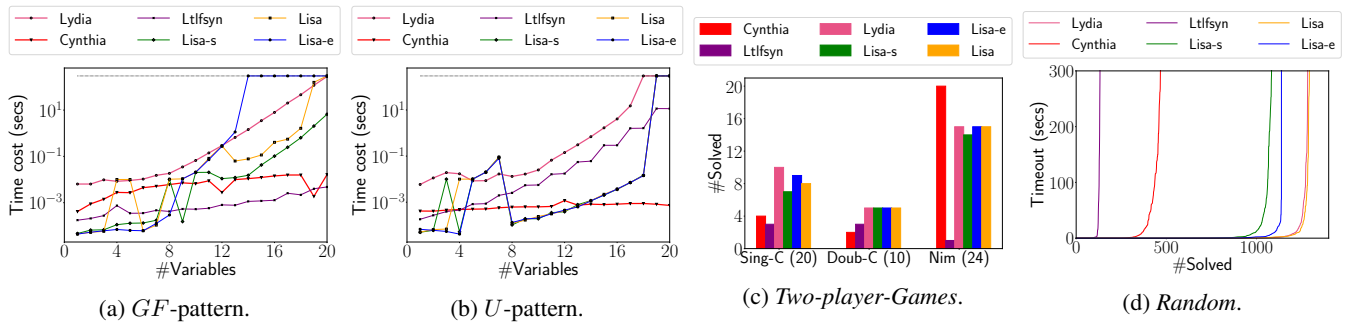 Lydia Ltlfsyn Lisa
Cynthia Lisa-s Lisa-e
Time cost (secs)
10^1
10^-1
10^-3
0 4 8 12 16 20
#Variables
(a) GF-pattern.
Lydia Ltlfsyn Lisa
Cynthia Lisa-s Lisa-e
Time cost (secs)
10^1
10^-1
10^-3
0 4 8 12 16 20
#Variables
(b) U-pattern.
Cynthia Lydia Lisa-e
Ltlfsyn Lisa-s Lisa
#Solved
20
16
12
8
4
0
Sing-C (20) Doub-C (10) Nim (24)
(c) Two-player-Games.
Lydia Ltlfsyn Lisa
Cynthia Lisa-s Lisa-e
Timeout (secs)
300
200
100
0
0 500 1000
#Solved
(d) Random.